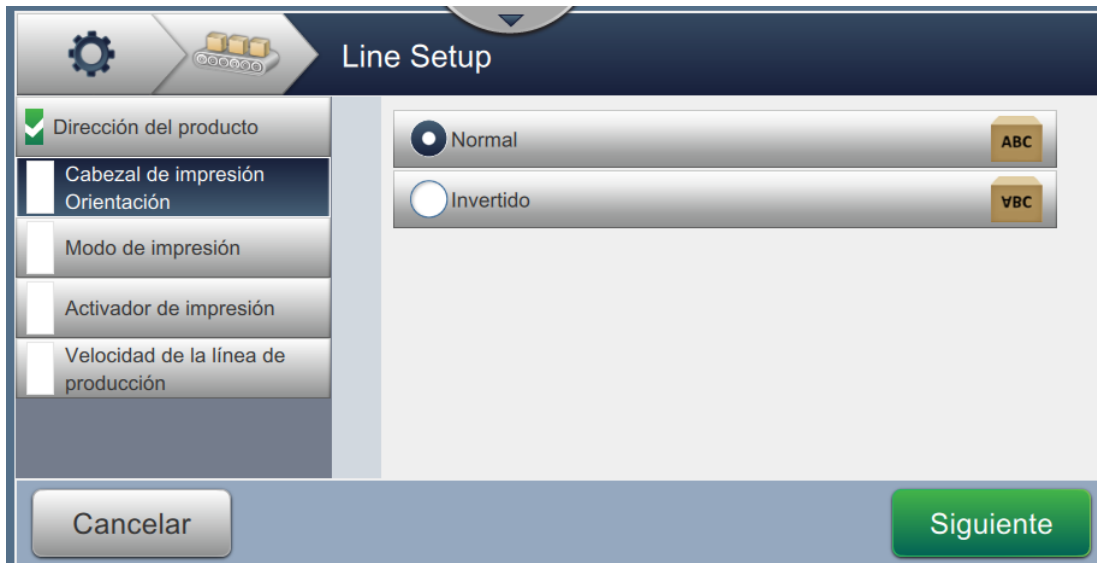 Line Setup
Dirección del producto
Cabezal de impresión
Orientación
Modo de impresión
Activador de impresión
Velocidad de la línea de
producción
Normal
ABC
Invertido
ⱯBC
Cancelar
Siguiente